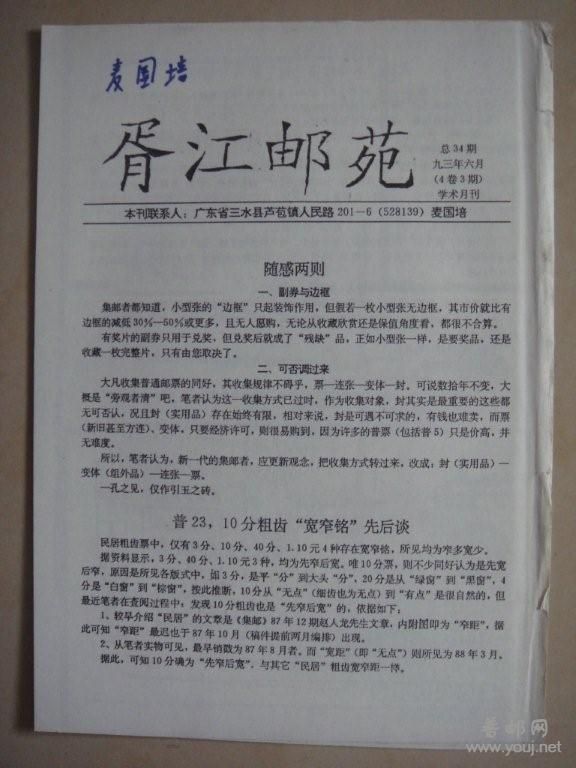 麦国培
胥江邮苑
总34期
九三年六月
(4卷3期)
学术月刊
本刊联系人：广东省三水县芦苞镇人民路201—6（528139）麦国培
随感两则
一、副券与边框
集邮者都知道，小型张的“边框”只起装饰作用，但假若一枚小型张无边框，其市价就比有
边框的减低30%—50%或更多，且无人愿购，无论从收藏欣赏还是保值角度看，都很不合算。
有奖片的副券只用于兑奖，但兑奖后就成了“残缺”品，正如小型张一样，是要奖品，还是
收藏一枚完整片，只有由您取决了。
二、可否调过来
大凡收集普通邮票的同好，其收集规律不碍乎，票—连张—变体—封。可说数拾年不变，大
概是“旁观者清”吧，笔者认为这一收集方式已过时，作为收集对象，封其实是最重要的这些都
无可否认，况且封（实用品）存在始终有限，相对来说，封是可遇不可求的，有钱也难卖，而票
（新旧甚至方连）、变体，只要经济许可，则很易购到，因为许多的普票（包括普5）只是价高，并
无难度。
所以，笔者认为，新一代的集邮者，应更新观念，把收集方式转过来，改成：封（实用品）—
变体（组外品）—连张—票。
一孔之见，仅作引玉之砖。
普23，10分粗齿“宽窄铭”先后谈
民居粗齿票中，仅有3分、10分、40分、1.10元4种存在宽窄铭，所见均为窄多宽少。
据资料显示，3分、40分、1.10元3种，均为先窄后宽。唯10分票，则不少同好认为是先宽
后窄，原因是所见各版式中，如3分，是平“分”到大头“分”，20分是从“绿窗”到“黑窗”，4
分是“白窗”到“棕窗”，按此推断，10分从“无点”（细齿也为无点）到“有点”是很自然的，但
最近笔者在查阅过程中，发现10分粗齿也是“先窄后宽”的，依据如下：
1、较早介绍“民居”的文章是《集邮》87年12期赵人龙先生文章，内附图即为“窄距”，据
此可知“窄距”最迟也于87年10月（稿件提前两月编排）出现。
2、从笔者实物可见，最早销戳为87年8月者。而“宽距”（即“无点”）则所见为88年3月。
据此，可知10分确为“先窄后宽”，与其它“民居”粗齿宽窄距一样。
普邮网
www.youj.net